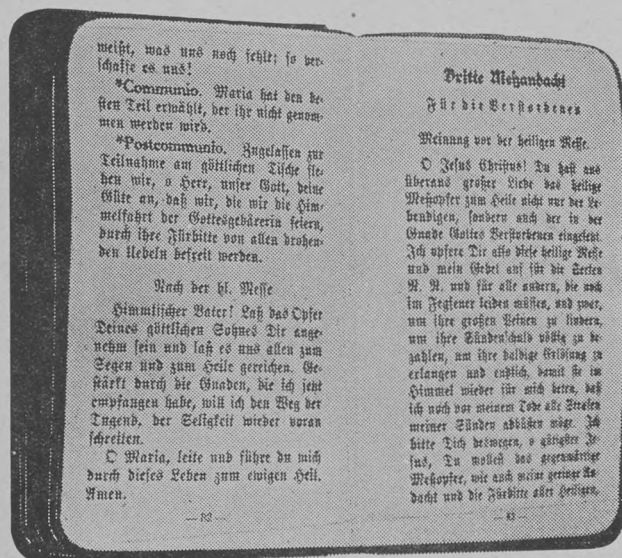 weißt, was uns noch fehlt; so ver-
schaffe es uns!
*Communio. Maria hat den be-
sten Teil erwählt, der ihr nicht genom-
men werden wird.
*Postcommunio. Zugelassen zur
Teilnahme am göttlichen Tische fle-
hen wir, o Herr, unser Gott, deine
Güte an, daß wir, die wir die Him-
melfahrt der Gottesgebärerin feiern,
durch ihre Fürbitte von allen drohen-
den Uebeln befreit werden.
Nach der hl. Messe
Himmlischer Vater! Laß das Opfer
Deines göttlichen Sohnes Dir ange-
nehm sein und laß es uns allen zum
Segen und zum Heile gereichen. Ge-
stärkt durch die Gnaden, die ich jetzt
empfangen habe, will ich den Weg der
Tugend, der Seligkeit wieder voran
schreiten.
O Maria, leite und führe du mich
durch dieses Leben zum ewigen Heil.
Amen.
— 82 —
Dritte Meßandacht
Für die Verstorbenen
Meinung vor der heiligen Messe.
O Jesus Christus! Du hast aus
überaus großer Liebe das heilige
Meßopfer zum Heile nicht nur der Le-
bendigen, sondern auch der in der
Gnade Gottes Verstorbenen eingesetzt.
Ich opfere Dir also diese heilige Messe
und mein Gebet auf für die Seelen
N. N. und für alle andern, die noch
im Fegfeuer leiden müssen, und zwar,
um ihre großen Peinen zu lindern,
um ihre Sündenschuld völlig zu be-
zahlen, um ihre baldige Erlösung zu
erlangen und endlich, damit sie im
Himmel wieder für mich beten, daß
ich noch vor meinem Tode alle Strafen
meiner Sünden abbüßen möge. Ich
bitte Dich deswegen, o gütigster Je-
sus, Du wollest das gegenwärtige
Meßopfer, wie auch meine geringe An-
dacht und die Fürbitte aller Heiligen,
— 83 —